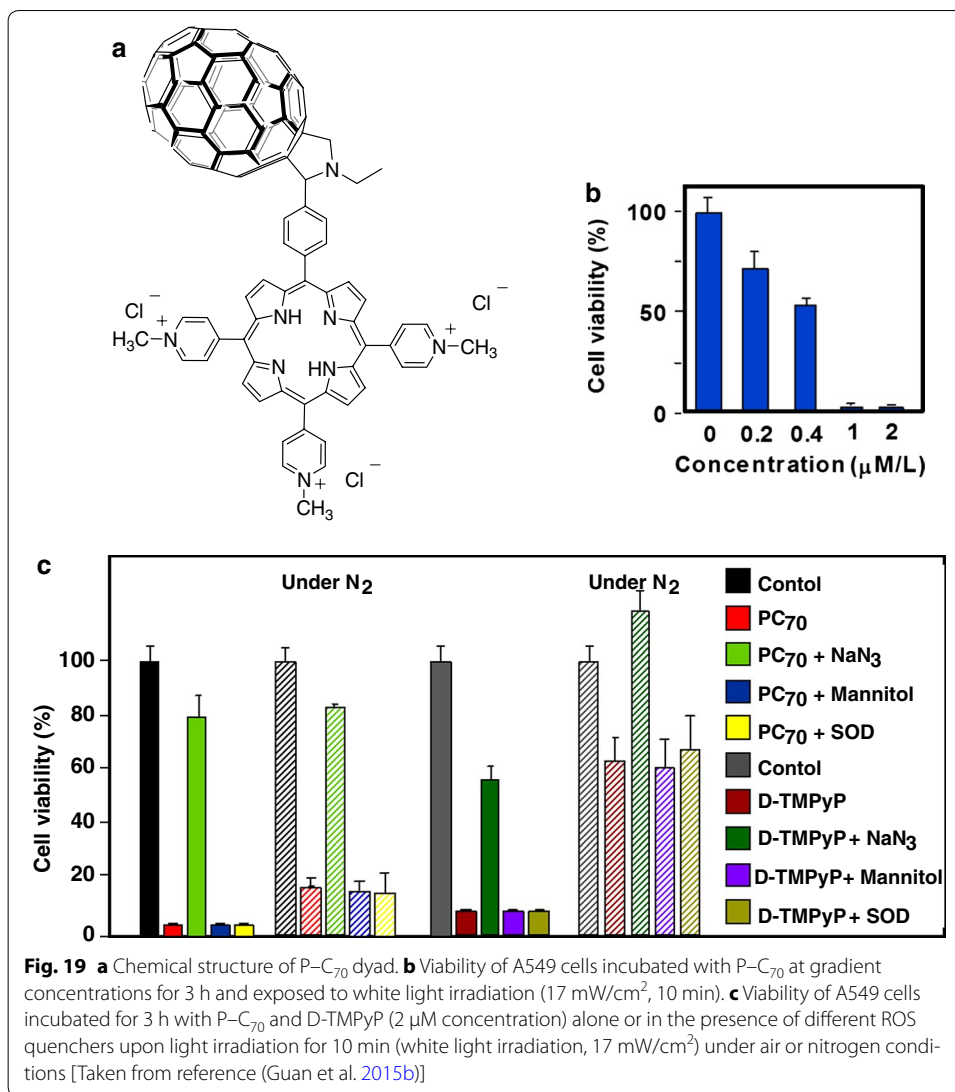 a
N
Cl –
Cl –
+
NH
N
+
H3C
N
N
HN
N
CH3
N +
Cl –
CH3
b
Cell viability (%)
100
50
0
0 0.2 0.4 1 2
Concentration (µM/L)
c
Under N2
Under N2
Cell viability (%)
100
80
60
40
20
0
Contol
PC70
PC70 + NaN3
PC70 + Mannitol
PC70 + SOD
Contol
D-TMPyP
D-TMPyP + NaN3
D-TMPyP+ Mannitol
D-TMPyP + SOD
Fig. 19 a Chemical structure of P–C70 dyad. b Viability of A549 cells incubated with P–C70 at gradient
concentrations for 3 h and exposed to white light irradiation (17 mW/cm², 10 min). c Viability of A549 cells
incubated for 3 h with P–C70 and D-TMPyP (2 µM concentration) alone or in the presence of different ROS
quenchers upon light irradiation for 10 min (white light irradiation, 17 mW/cm²) under air or nitrogen condi-
tions [Taken from reference (Guan et al. 2015b)]